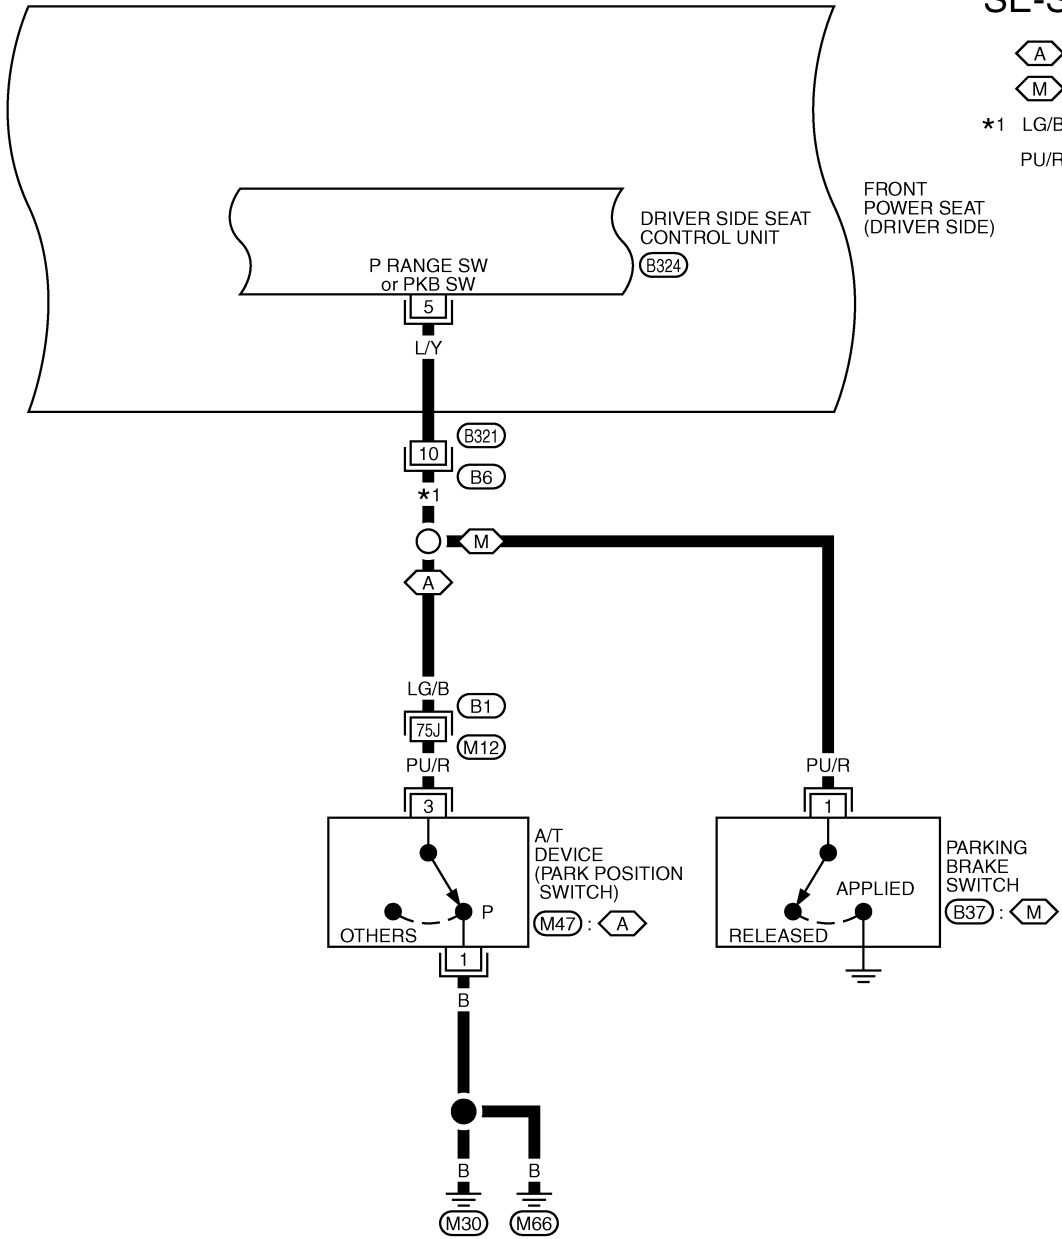 SE-S
A
M
*1 LG/B
PU/R
FRONT
POWER SEAT
(DRIVER SIDE)
DRIVER SIDE SEAT
CONTROL UNIT
B324
P RANGE SW
or PKB SW
5
L/Y
B321
10
B6
*1
M
A
LG/B
B1
75J
M12
PU/R
3
A/T
DEVICE
(PARK POSITION
SWITCH)
M47 : A
P
OTHERS
1
B
B
B
M30
M66
PU/R
1
PARKING
BRAKE
SWITCH
B37 : M
APPLIED
RELEASED